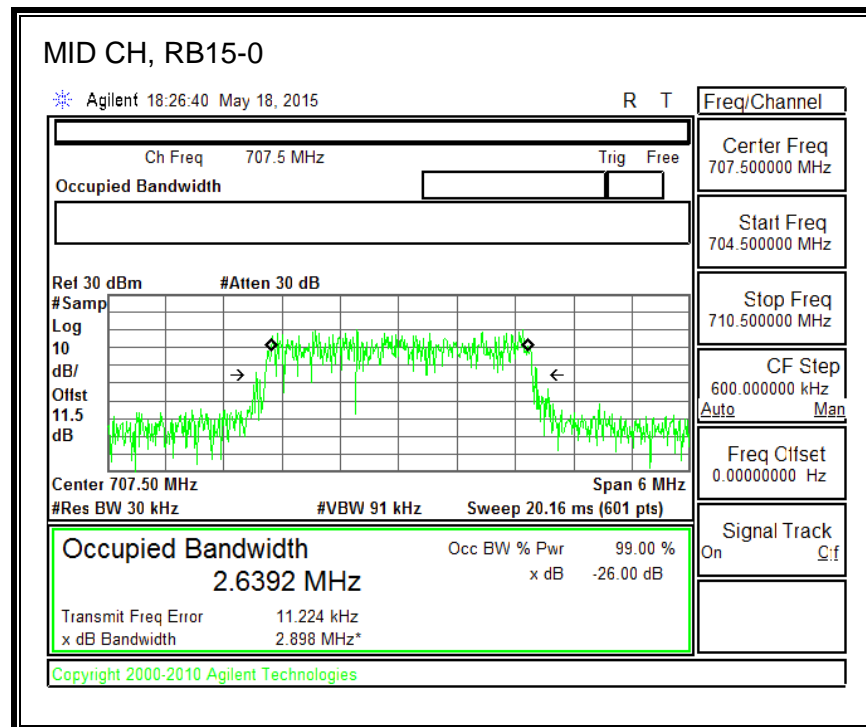 MID CH, RB15-0
Agilent 18:26:40 May 18, 2015 R T
Freq/Channel
Ch Freq 707.5 MHz Trig Free
Occupied Bandwidth
Center Freq
707.500000 MHz
Start Freq
704.500000 MHz
Stop Freq
710.500000 MHz
CF Step
600.000000 kHz
Auto Man
Freq Offset
0.00000000 Hz
Signal Track
On Off
Ref 30 dBm #Atten 30 dB
#Samp
Log
10
dB/
Offst
11.5
dB
Center 707.50 MHz Span 6 MHz
#Res BW 30 kHz #VBW 91 kHz Sweep 20.16 ms (601 pts)
Occupied Bandwidth Occ BW % Pwr 99.00 %
2.6392 MHz x dB -26.00 dB
Transmit Freq Error 11.224 kHz
x dB Bandwidth 2.898 MHz*
Copyright 2000-2010 Agilent Technologies